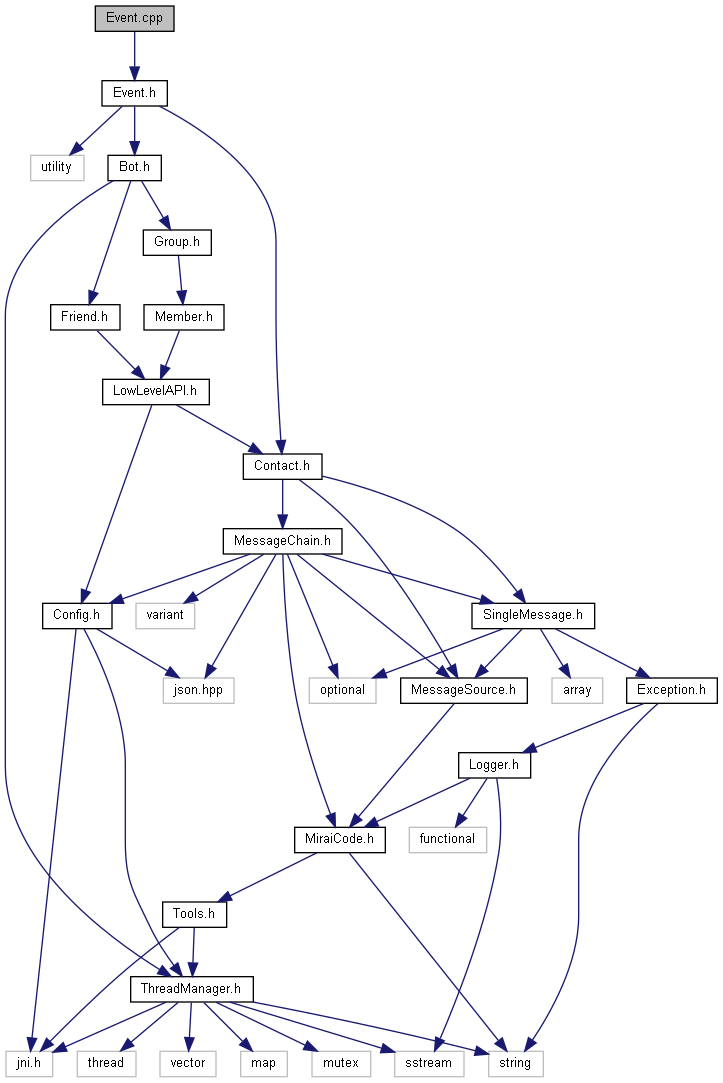 Event.cpp
Event.h
utility
Bot.h
Group.h
Friend.h
Member.h
LowLevelAPI.h
Contact.h
MessageChain.h
Config.h
variant
SingleMessage.h
json.hpp
optional
MessageSource.h
array
Exception.h
Logger.h
MiraiCode.h
functional
Tools.h
ThreadManager.h
jni.h
thread
vector
map
mutex
sstream
string